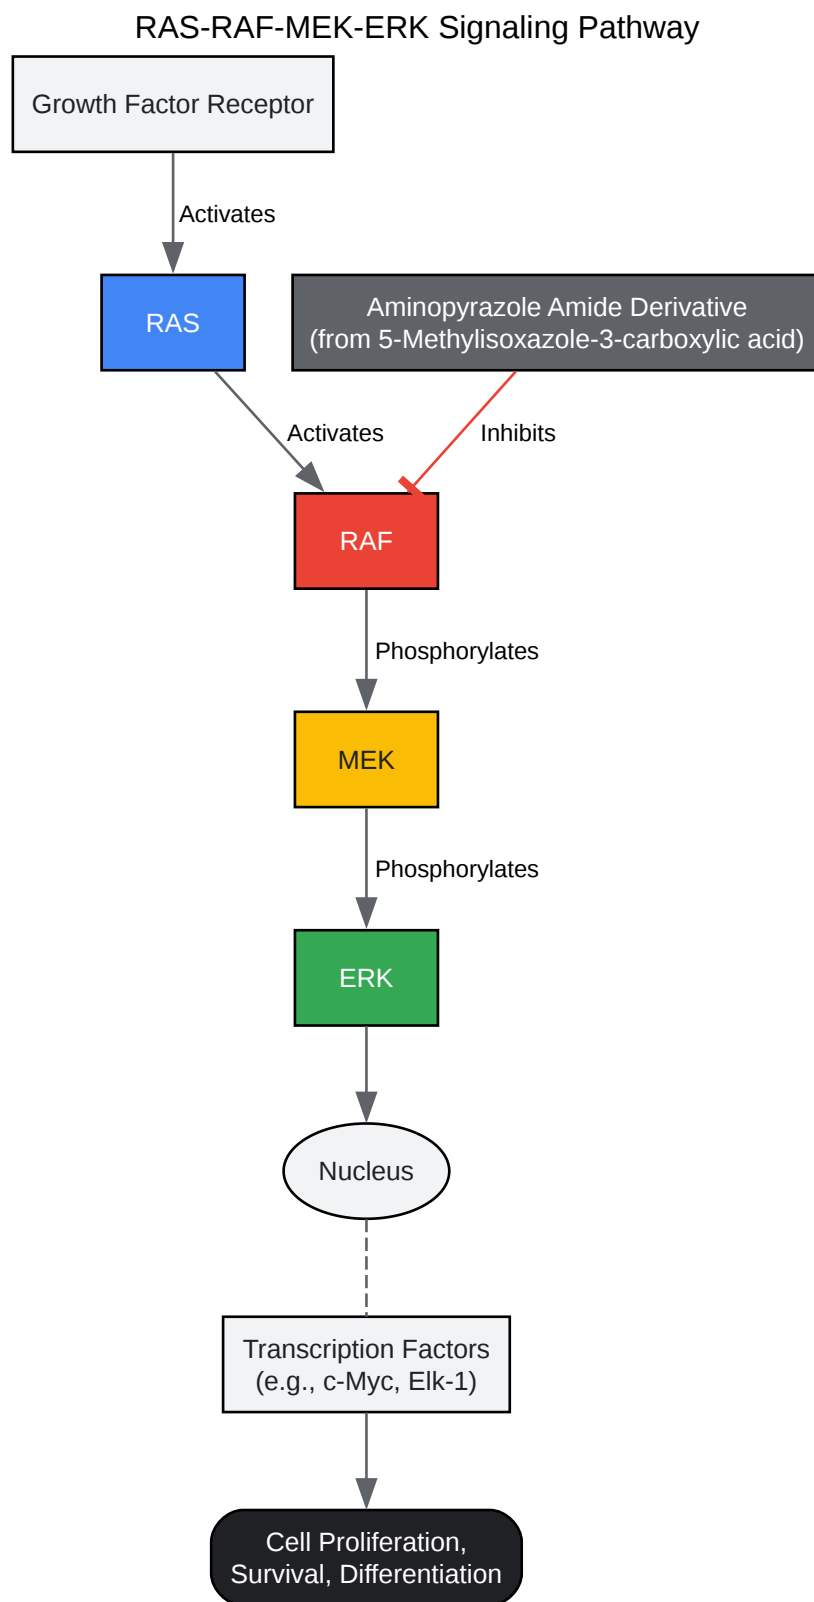 RAS-RAF-MEK-ERK Signaling Pathway
Growth Factor Receptor
Activates
RAS
Aminopyrazole Amide Derivative
(from 5-Methylisoxazole-3-carboxylic acid)
Activates
Inhibits
RAF
Phosphorylates
MEK
Phosphorylates
ERK
Nucleus
Transcription Factors
(e.g., c-Myc, Elk-1)
Cell Proliferation,
Survival, Differentiation